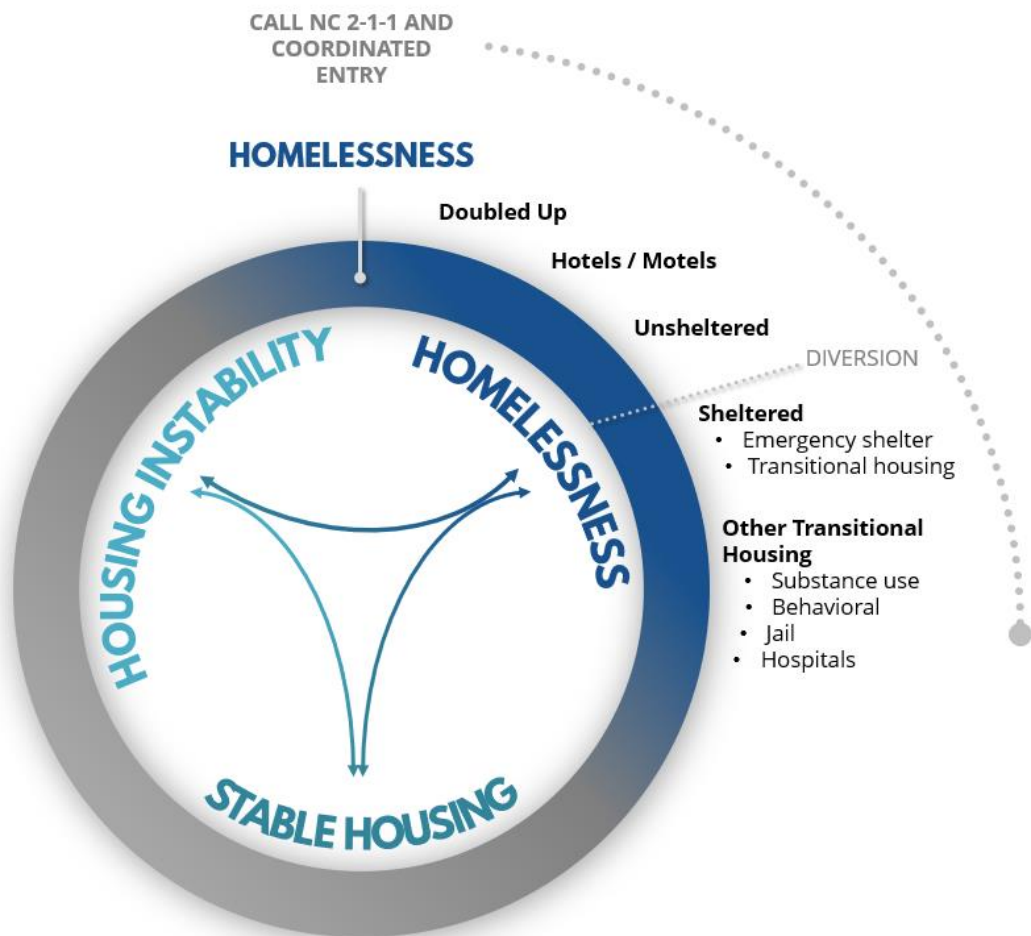 CALL NC 2-1-1 AND
COORDINATED
ENTRY
HOMELESSNESS
Doubled Up
Hotels / Motels
Unsheltered
DIVERSION
Sheltered
• Emergency shelter
• Transitional housing
Other Transitional
Housing
• Substance use
• Behavioral
• Jail
• Hospitals
HOUSING INSTABILITY
HOMELESSNESS
STABLE HOUSING